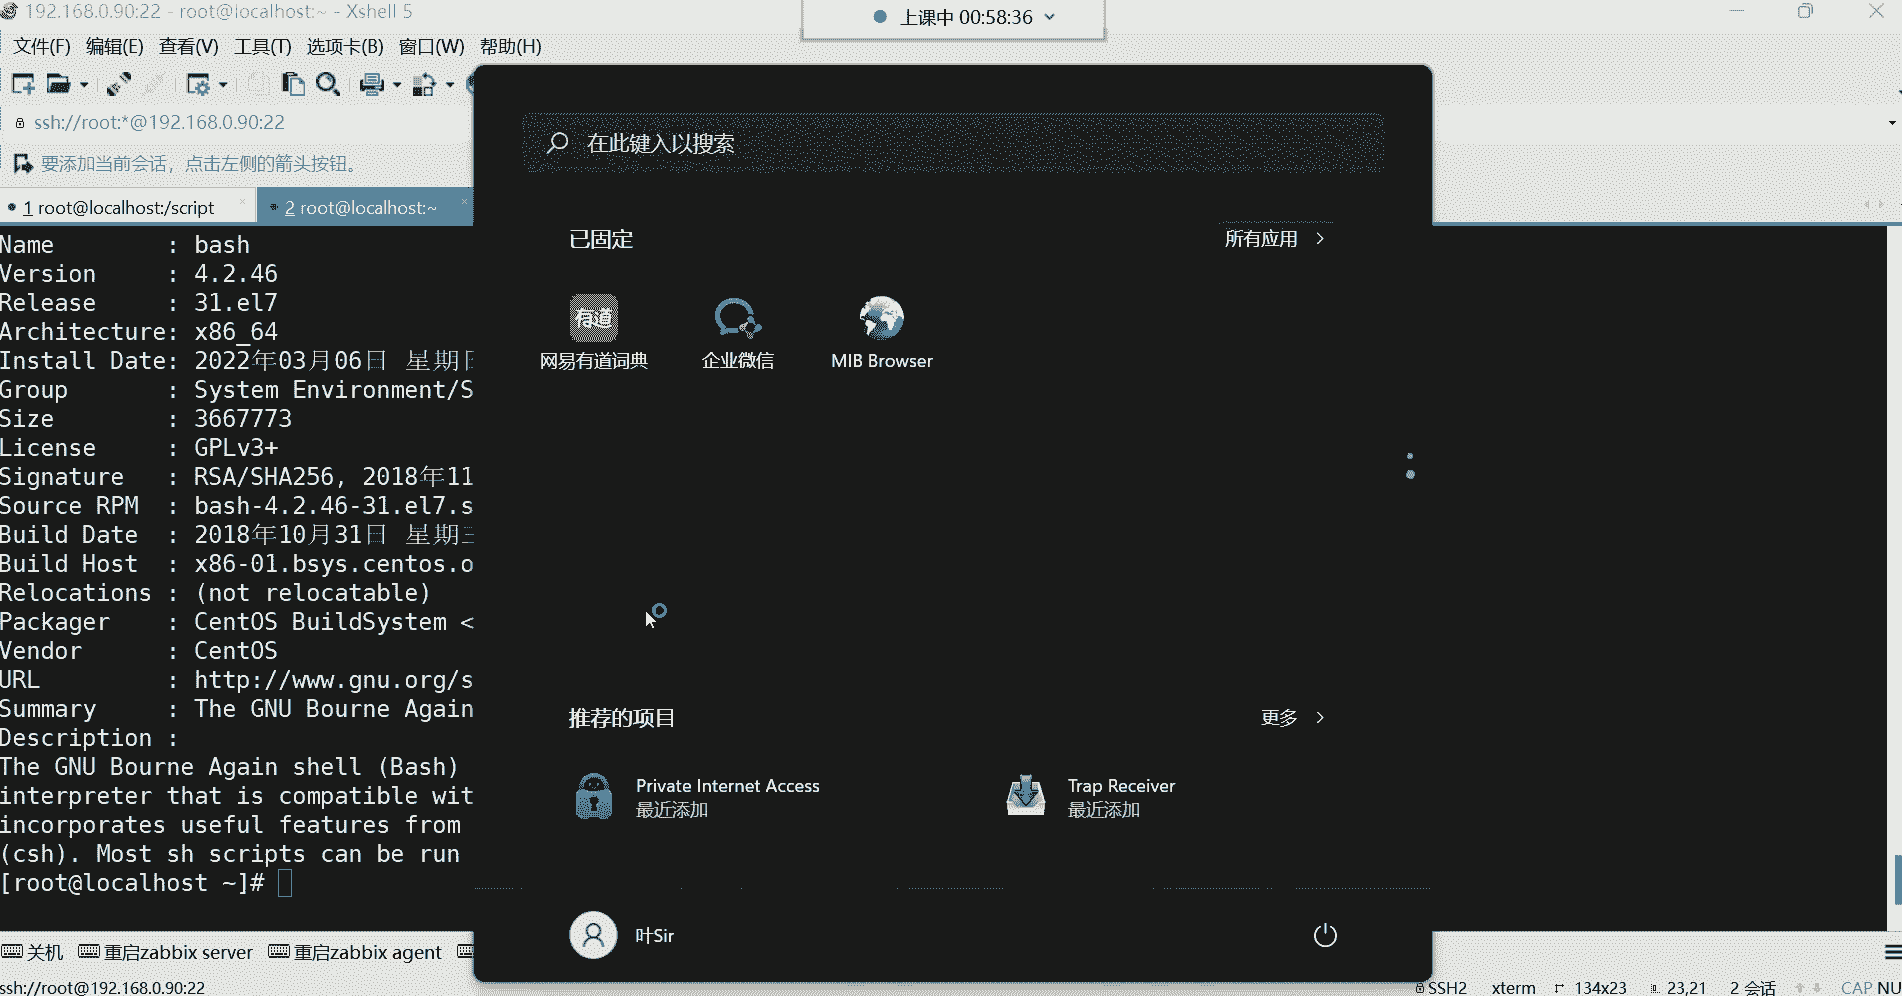 192.168.0.90:22 - root@localhost:~ - Xshell 5
上课中 00:58:36
文件(F) 编辑(E) 查看(V) 工具(T) 选项卡(B) 窗口(W) 帮助(H)
ssh://root:*@192.168.0.90:22
要添加当前会话，点击左侧的箭头按钮。
1 root@localhost:/script
2 root@localhost:~
Name : bash
Version : 4.2.46
Release : 31.el7
Architecture: x86_64
Install Date: 2022年03月06日 星期日
Group : System Environment/S
Size : 3667773
License : GPLv3+
Signature : RSA/SHA256, 2018年11
Source RPM : bash-4.2.46-31.el7.s
Build Date : 2018年10月31日 星期三
Build Host : x86-01.bsys.centos.o
Relocations : (not relocatable)
Packager : CentOS BuildSystem <
Vendor : CentOS
URL : http://www.gnu.org/s
Summary : The GNU Bourne Again
Description :
The GNU Bourne Again shell (Bash)
interpreter that is compatible wit
incorporates useful features from
(csh). Most sh scripts can be run
[root@localhost ~]#
在此键入以搜索
已固定
所有应用
有道
网易有道词典
企业微信
MIB Browser
推荐的项目
更多
Private Internet Access
最近添加
Trap Receiver
最近添加
叶Sir
关机 重启zabbix server 重启zabbix agent
ssh://root@192.168.0.90:22
SSH2 xterm 134x23 23,21 2 会话 CAP NU